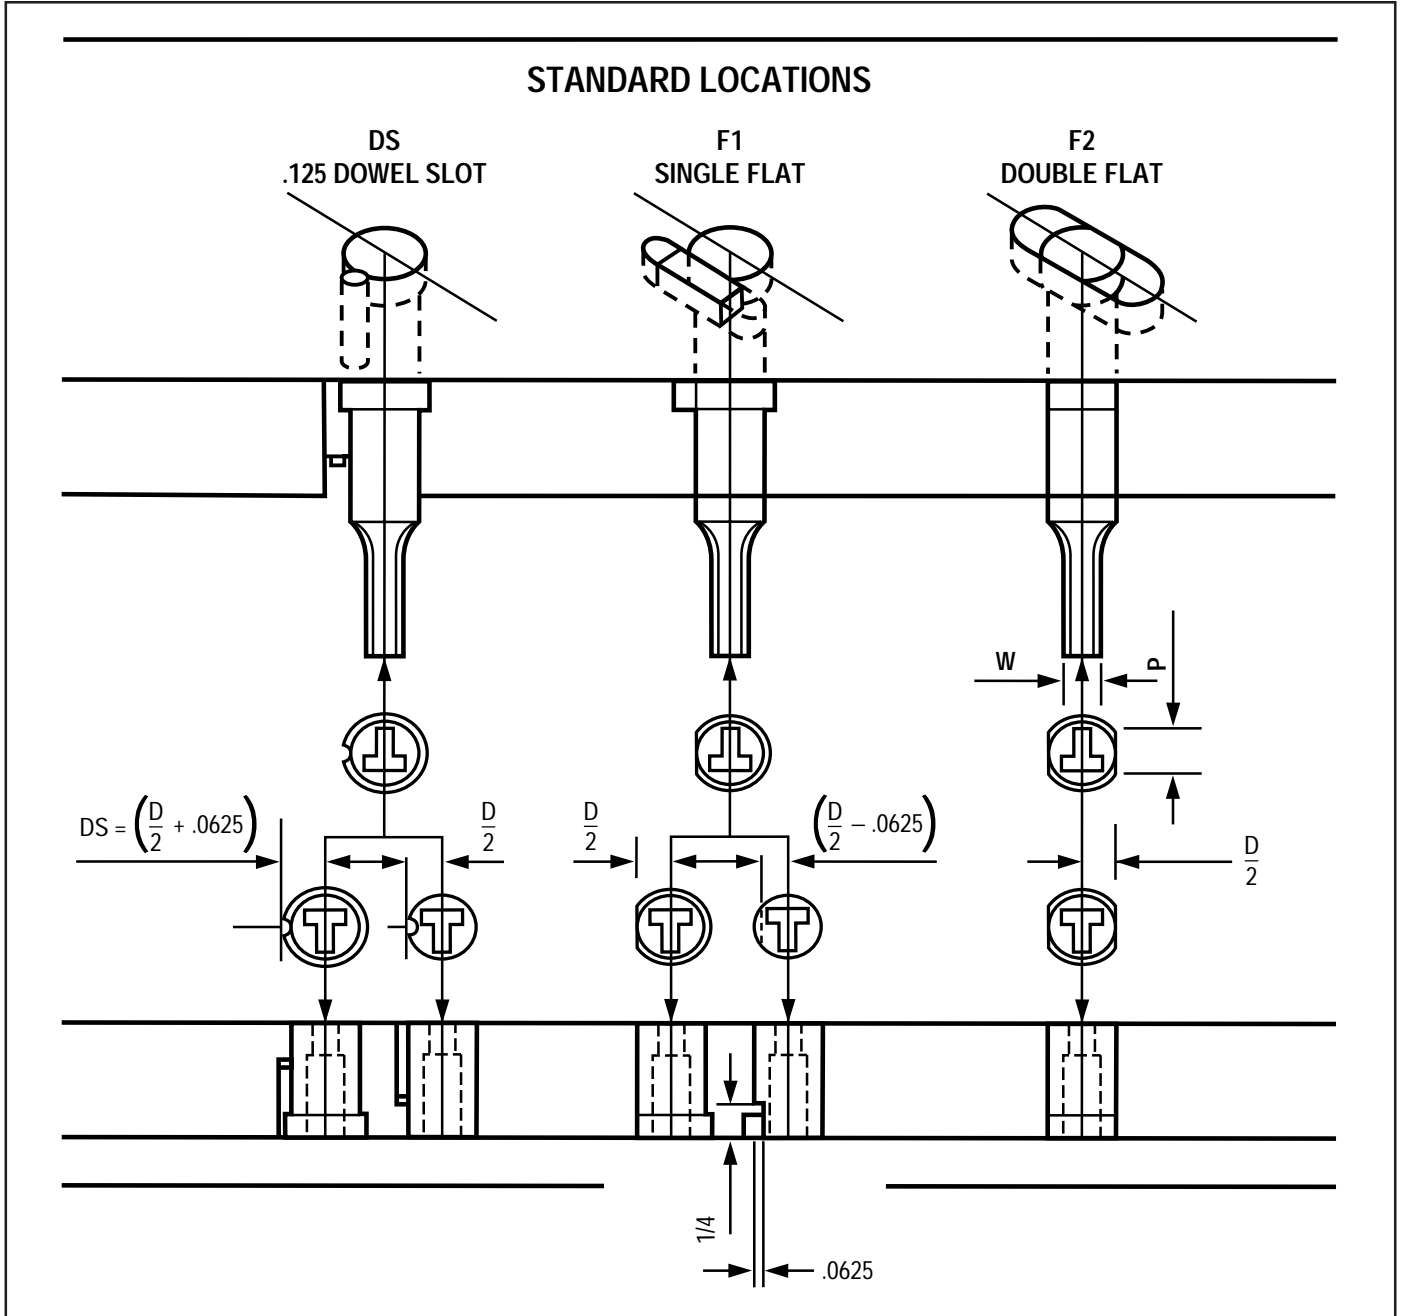 STANDARD LOCATIONS
DS
.125 DOWEL SLOT
F1
SINGLE FLAT
F2
DOUBLE FLAT
W
P
DS = (D/2 + .0625)
D/2
D/2
(D/2 – .0625)
D/2
1/4
.0625